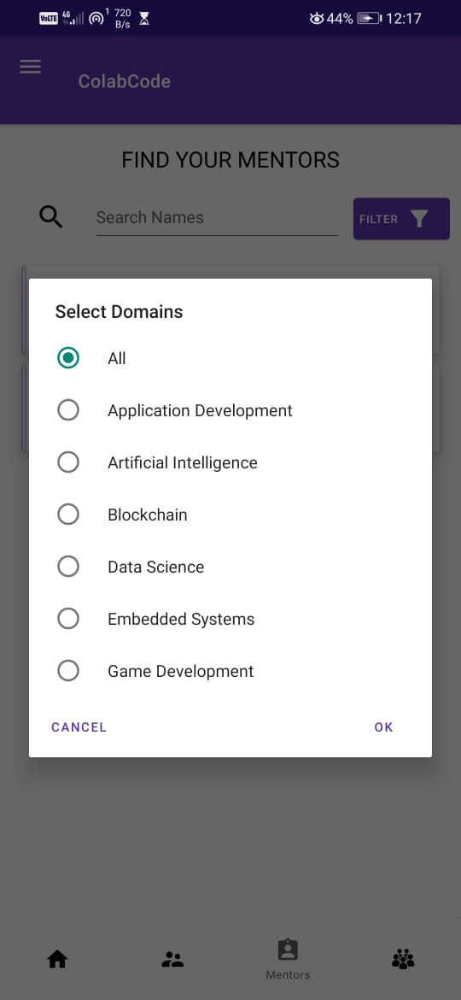 VoLTE 4G 1 720 B/s 44% 12:17
ColabCode
FIND YOUR MENTORS
Search Names FILTER
Select Domains
All
Application Development
Artificial Intelligence
Blockchain
Data Science
Embedded Systems
Game Development
CANCEL OK
Mentors